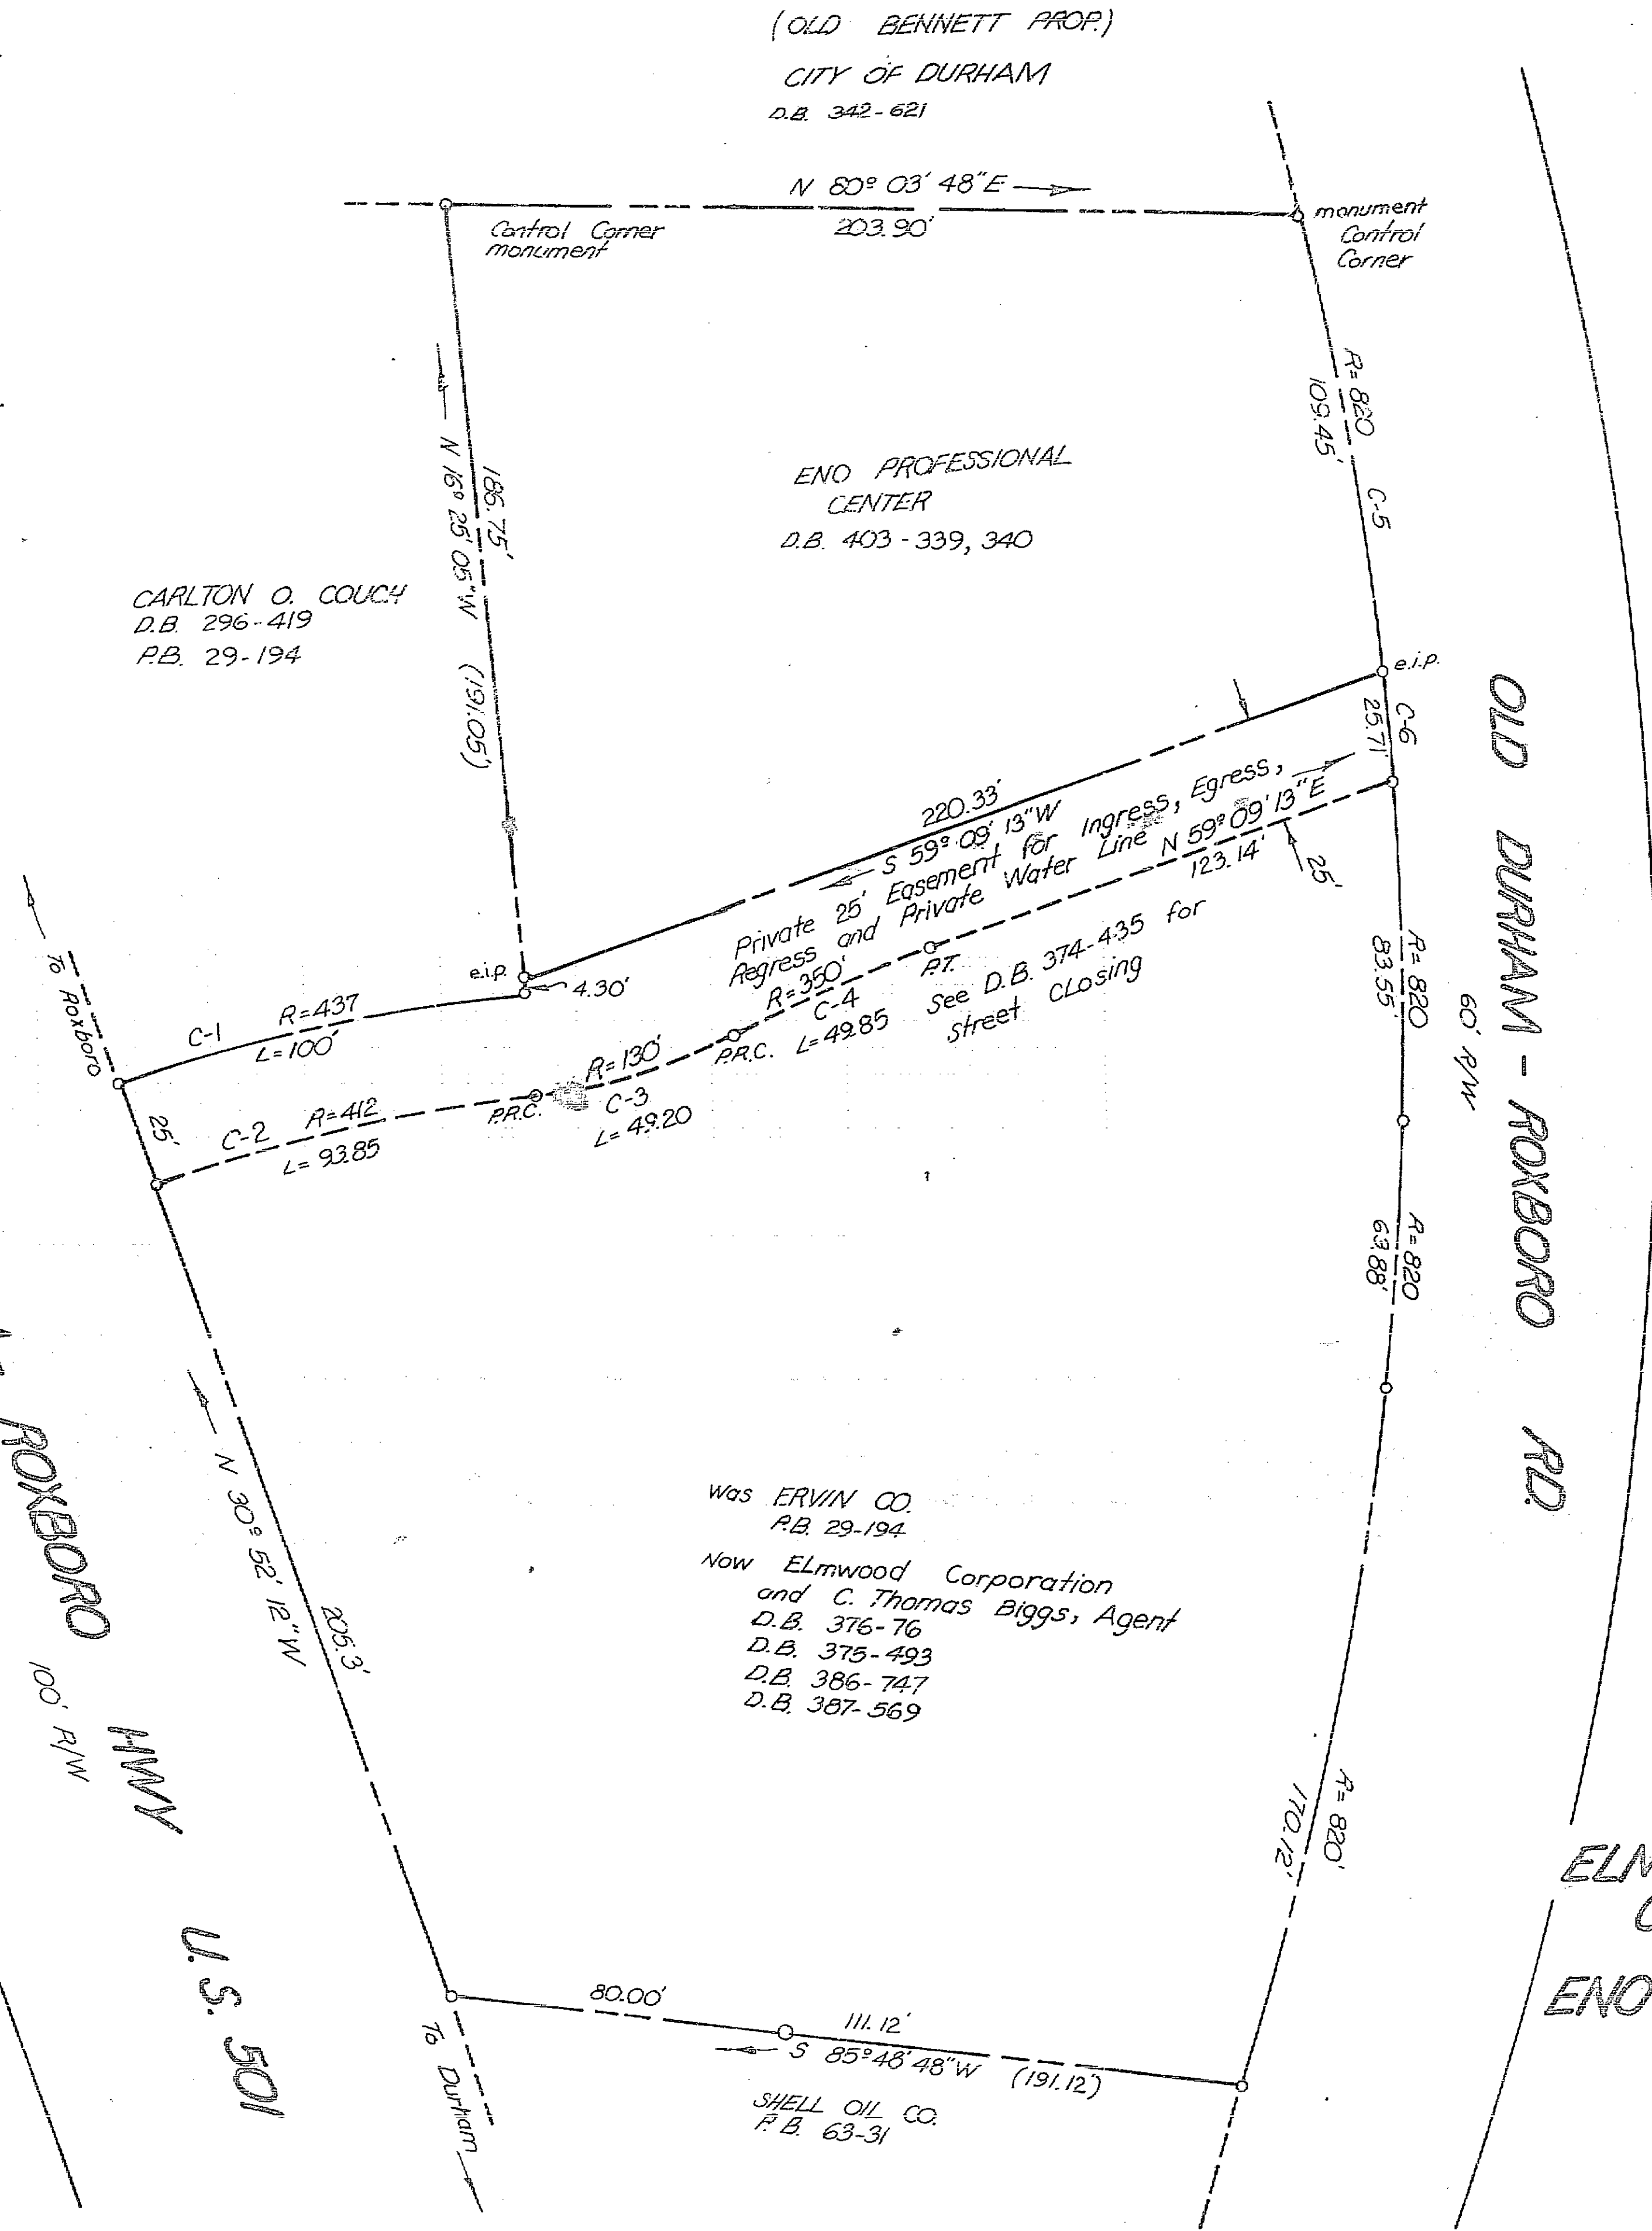 (OLD BENNETT PROP.)
CITY OF DURHAM
D.B. 342-621
N 80° 03' 48"E
203.90'
Control Corner
monument
monument
Control
Corner
R=820
109.45'
C-5
186.75'
N 16° 25' 05"W (191.05')
ENO PROFESSIONAL
CENTER
D.B. 403-339, 340
CARLTON O. COUCH
D.B. 296-419
P.B. 29-194
e.i.p.
C-6
25.71'
220.33'
S 59° 09' 13"W
Private 25' Easement for Ingress, Egress,
Regress and Private Water Line
N 59° 09' 13"E
123.14'
25'
OLD DURHAM - ROXBORO RD.
60' R/W
R=820
83.55'
R=820
63.88'
e.i.p.
4.30'
To Roxboro
C-1
R=437
L=100'
25'
C-2
R=412
L=93.85
P.R.C.
R=130'
C-3
L=49.20
P.R.C.
R=350'
C-4
L=49.85
P.T.
See D.B. 374-435 for
Street Closing
N 30° 52' 12"W
205.3'
Was ERVIN CO.
P.B. 29-194
Now ELmwood Corporation
and C. Thomas Biggs, Agent
D.B. 376-76
D.B. 375-493
D.B. 386-747
D.B. 387-569
ROXBORO HWY U.S. 501
100' R/W
R=820'
170.12'
80.00'
111.12'
S 85° 48' 48"W (191.12')
SHELL OIL CO.
P.B. 63-31
To Durham
ELM
ENO